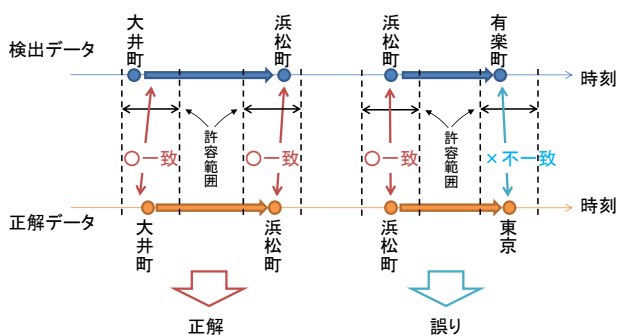 大井町
浜松町
浜松町
有楽町
検出データ
時刻
許容範囲
許容範囲
〇一致
〇一致
〇一致
×不一致
正解データ
時刻
大井町
浜松町
浜松町
東京
正解
誤り